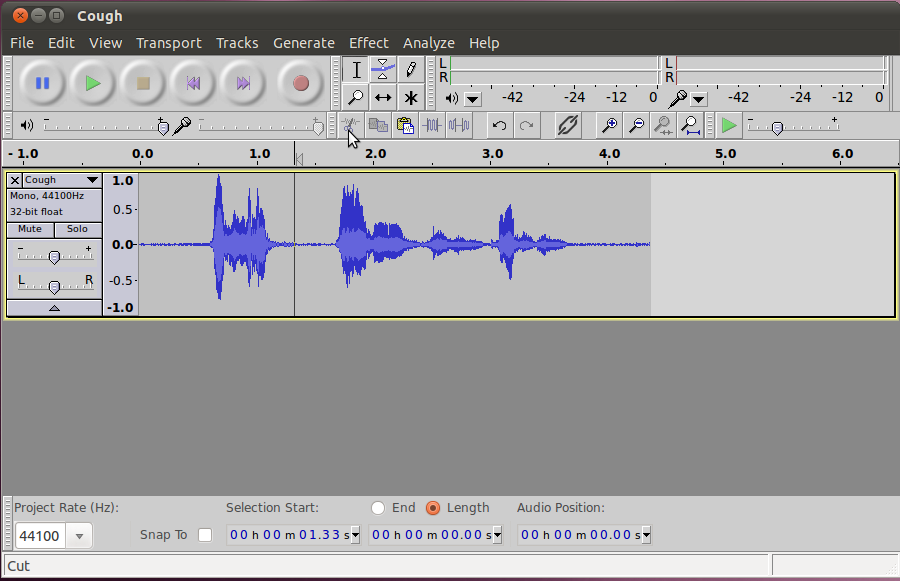 Cough
File Edit View Transport Tracks Generate Effect Analyze Help
L
R
L
R
-42 -24 -12 0
-42 -24 -12 0
- +
- +
- +
- 1.0 0.0 1.0 2.0 3.0 4.0 5.0 6.0
X Cough
Mono, 44100Hz
32-bit float
Mute Solo
- +
L R
1.0
0.5-
0.0-
-0.5-
-1.0
Project Rate (Hz): Selection Start: End Length Audio Position:
44100 Snap To 00 h 00 m 01.33 s 00 h 00 m 00.00 s 00 h 00 m 00.00 s
Cut